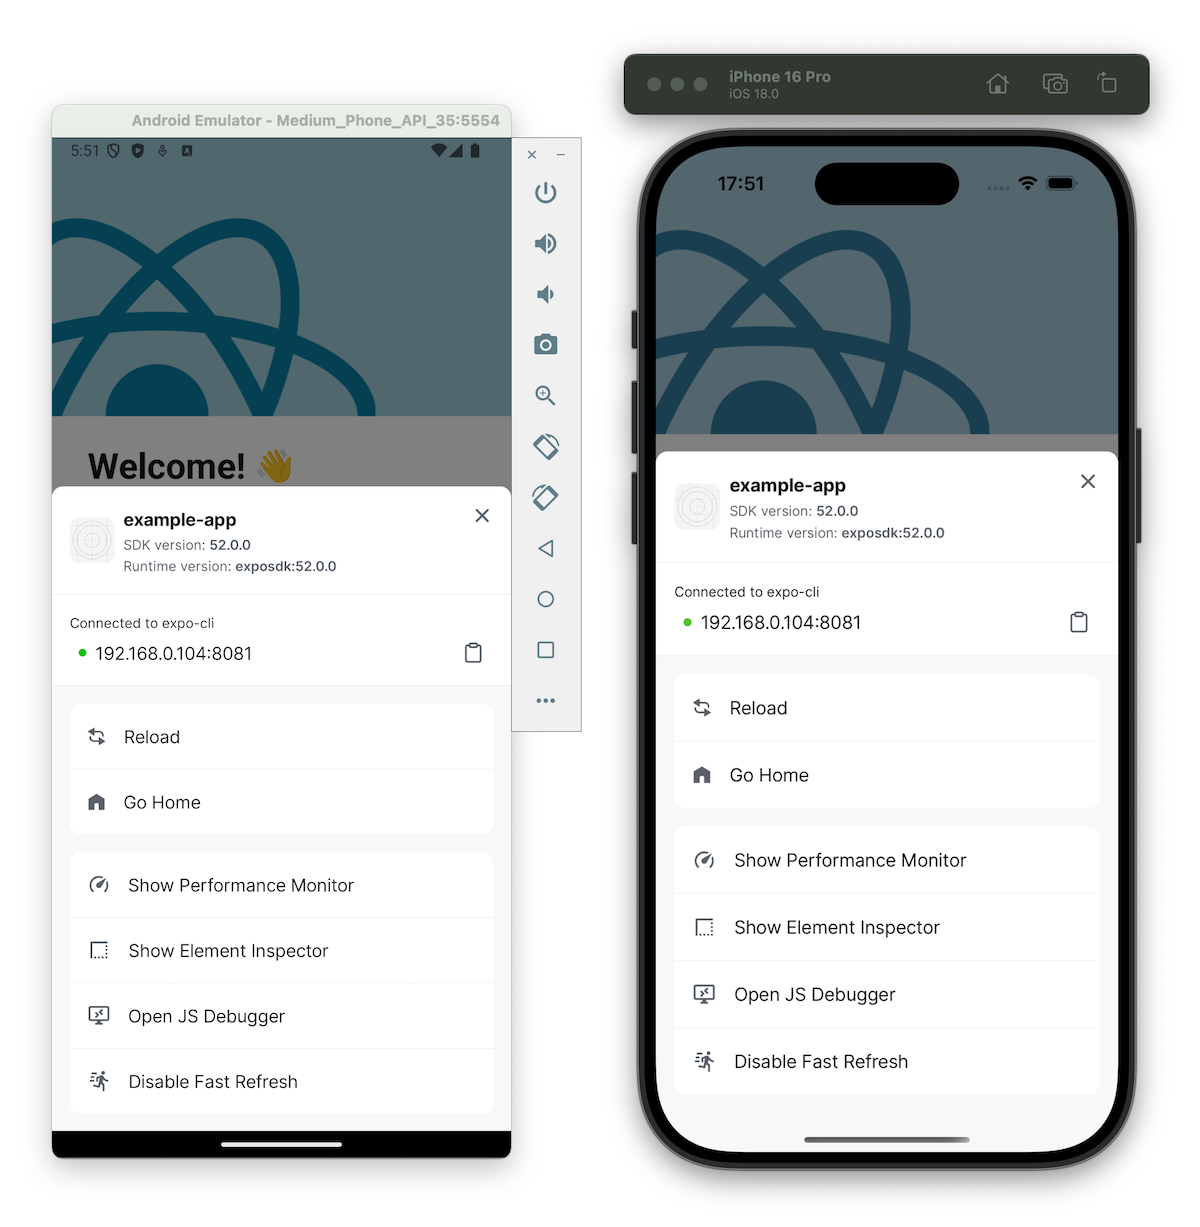 Android Emulator - Medium_Phone_API_35:5554
5:51
Welcome! 👋
example-app
SDK version: 52.0.0
Runtime version: exposdk:52.0.0
Connected to expo-cli
192.168.0.104:8081
Reload
Go Home
Show Performance Monitor
Show Element Inspector
Open JS Debugger
Disable Fast Refresh
iPhone 16 Pro
iOS 18.0
17:51
example-app
SDK version: 52.0.0
Runtime version: exposdk:52.0.0
Connected to expo-cli
192.168.0.104:8081
Reload
Go Home
Show Performance Monitor
Show Element Inspector
Open JS Debugger
Disable Fast Refresh